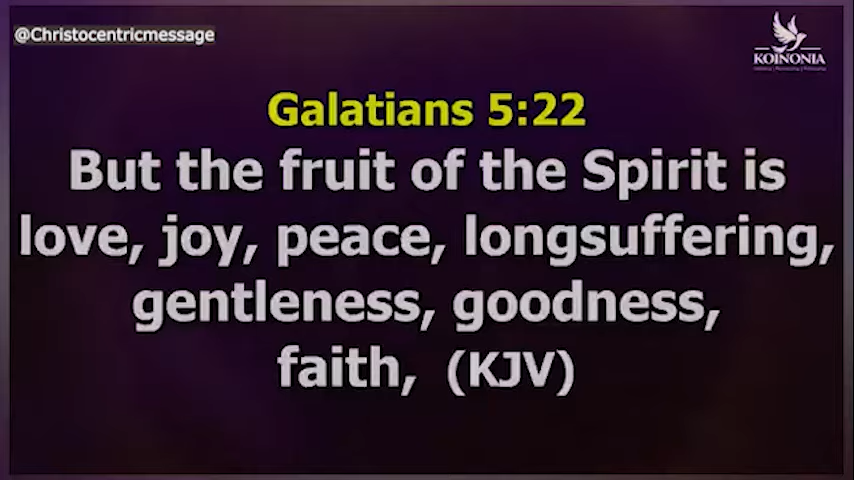 @Christocentricmessage
KOINONIA
Galatians 5:22
But the fruit of the Spirit is
love, joy, peace, longsuffering,
gentleness, goodness,
faith, (KJV)